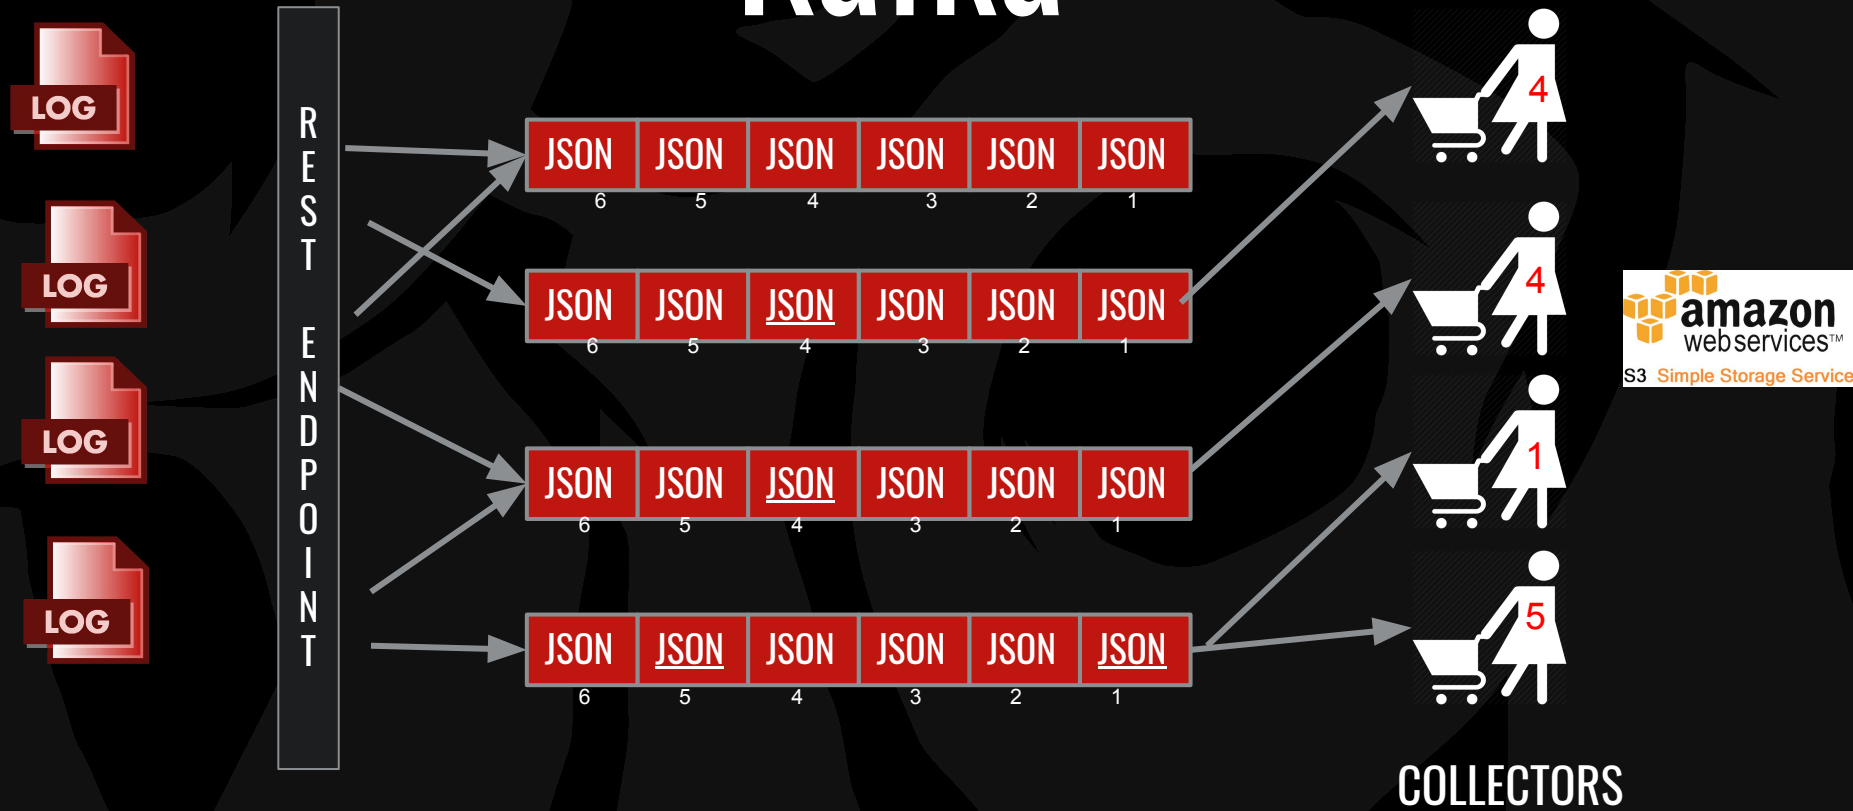 Kafka
LOG
LOG
LOG
LOG
REST ENDPOINT
JSON JSON JSON JSON JSON JSON
6 5 4 3 2 1
JSON JSON JSON JSON JSON JSON
6 5 4 3 2 1
JSON JSON JSON JSON JSON JSON
6 5 4 3 2 1
JSON JSON JSON JSON JSON JSON
6 5 4 3 2 1
4
4
1
5
COLLECTORS
amazon
webservices™
S3 Simple Storage Service